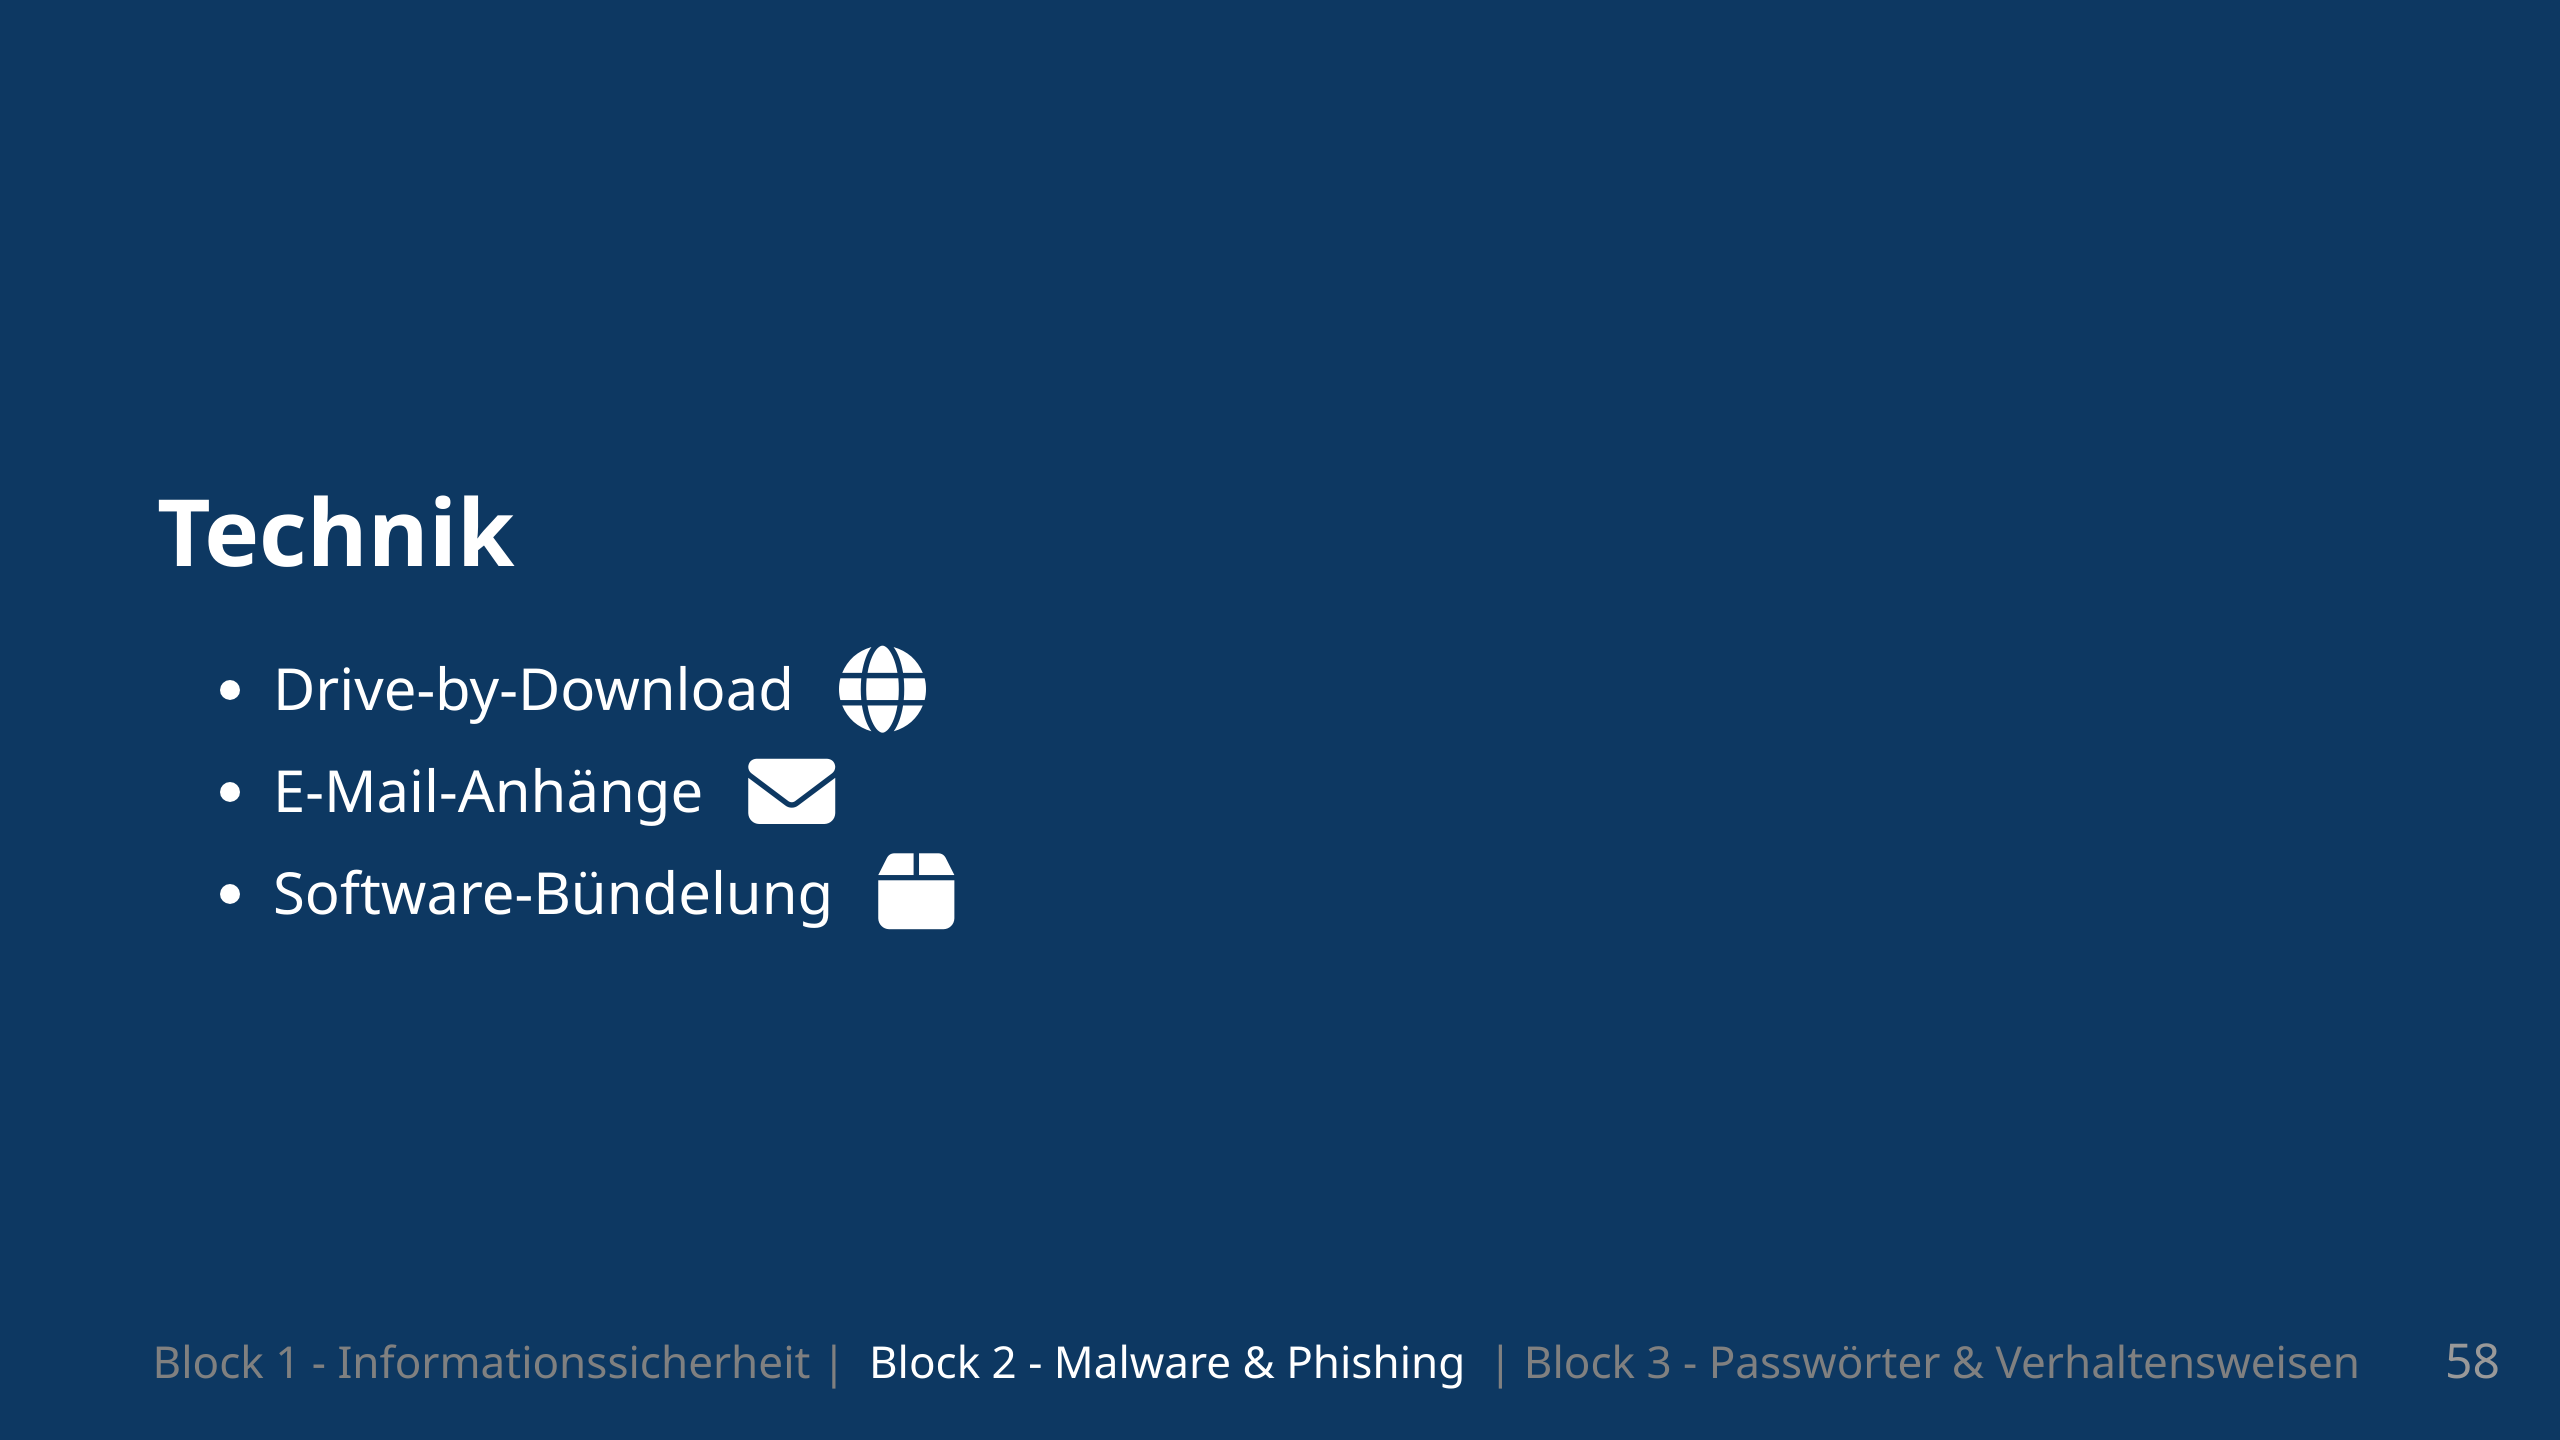 Technik
• Drive-by-Download
• E-Mail-Anhänge
• Software-Bündelung
Block 1 - Informationssicherheit | Block 2 - Malware & Phishing | Block 3 - Passwörter & Verhaltensweisen 58